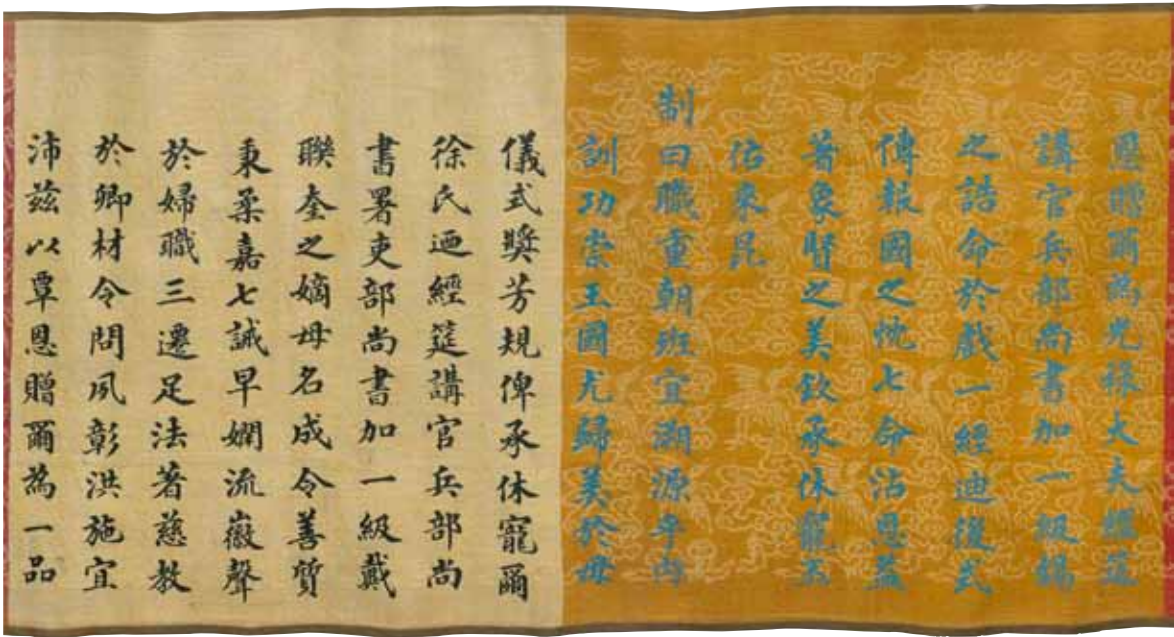 恩贈爾為光祿大夫經筵
講官兵部尚書加一級錫
之誥命於戲一經迪後式
傳報國之忱七命沾恩益
著象賢之美欽承休寵丕
佑來昆
制曰職重朝班宜溯源乎內
訓功崇王國尤歸美於母
儀式獎芳規俾承休寵爾
徐氏迺經筵講官兵部尚
書署吏部尚書加一級戴
聯奎之嫡母名成令善質
秉柔嘉七誡早嫺流徽聲
於婦職三遷足法著慈教
於卿材令問夙彰洪施宜
沛茲以覃恩贈爾為一品